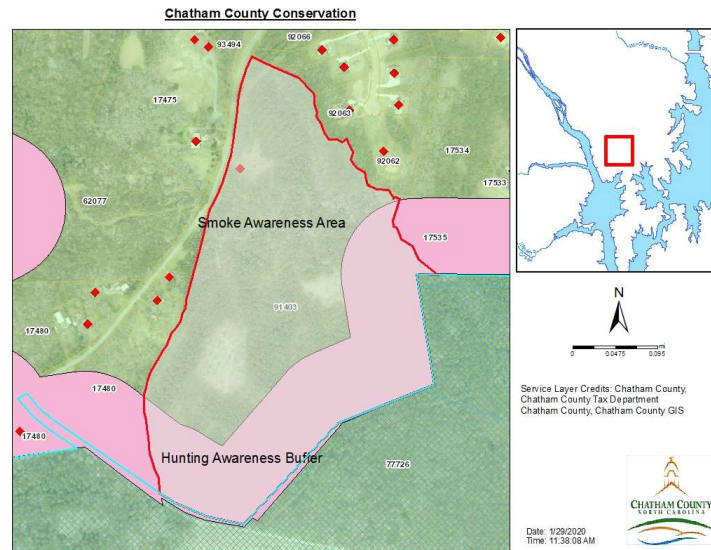 Chatham County Conservation
93494
92066
17475
92063
17534
92062
17533
62077
Smoke Awareness Area
17535
91403
17480
17480
17480
Hunting Awareness Buffer
77726
N
0 0.0475 0.095 mi
Service Layer Credits: Chatham County,
Chatham County Tax Department
Chatham County, Chatham County GIS
Date: 1/29/2020
Time: 11:38:08 AM
CHATHAM COUNTY
NORTH CAROLINA